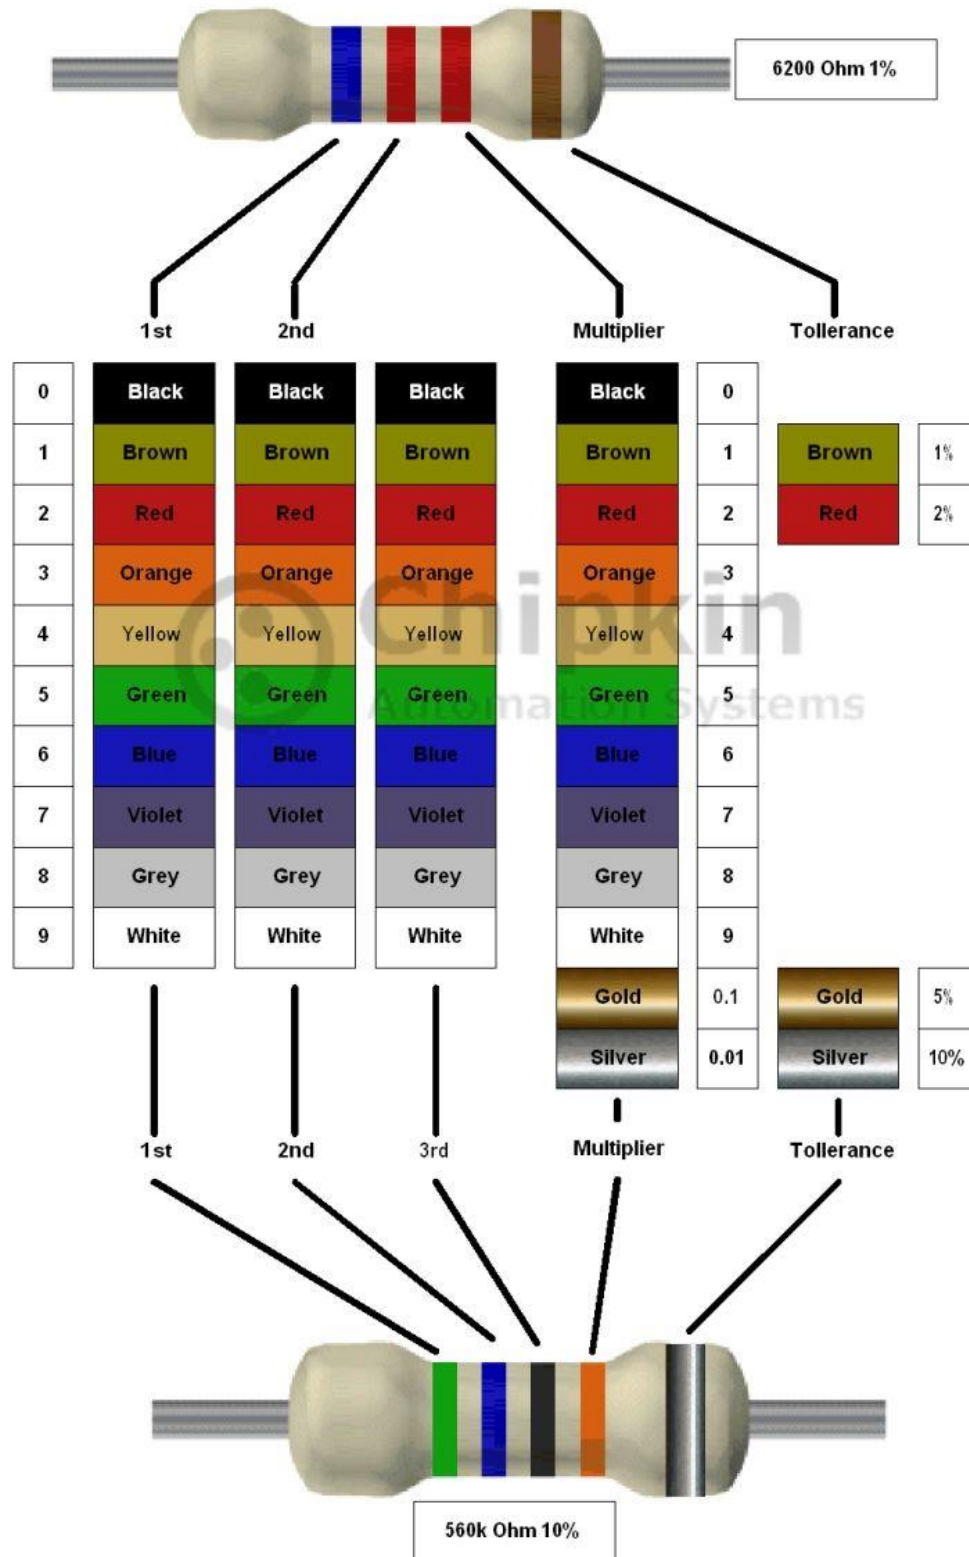 6200 Ohm 1%
1st 2nd Multiplier Tollerance
0 Black Black Black Black 0
1 Brown Brown Brown Brown 1 Brown 1%
2 Red Red Red Red 2 Red 2%
3 Orange Orange Orange Orange 3
Chipkin
4 Yellow Yellow Yellow Yellow 4
5 Green Green Green Green 5
Automation Systems
6 Blue Blue Blue Blue 6
7 Violet Violet Violet Violet 7
8 Grey Grey Grey Grey 8
9 White White White White 9
Gold 0.1 Gold 5%
Silver 0.01 Silver 10%
1st 2nd 3rd Multiplier Tollerance
560k Ohm 10%